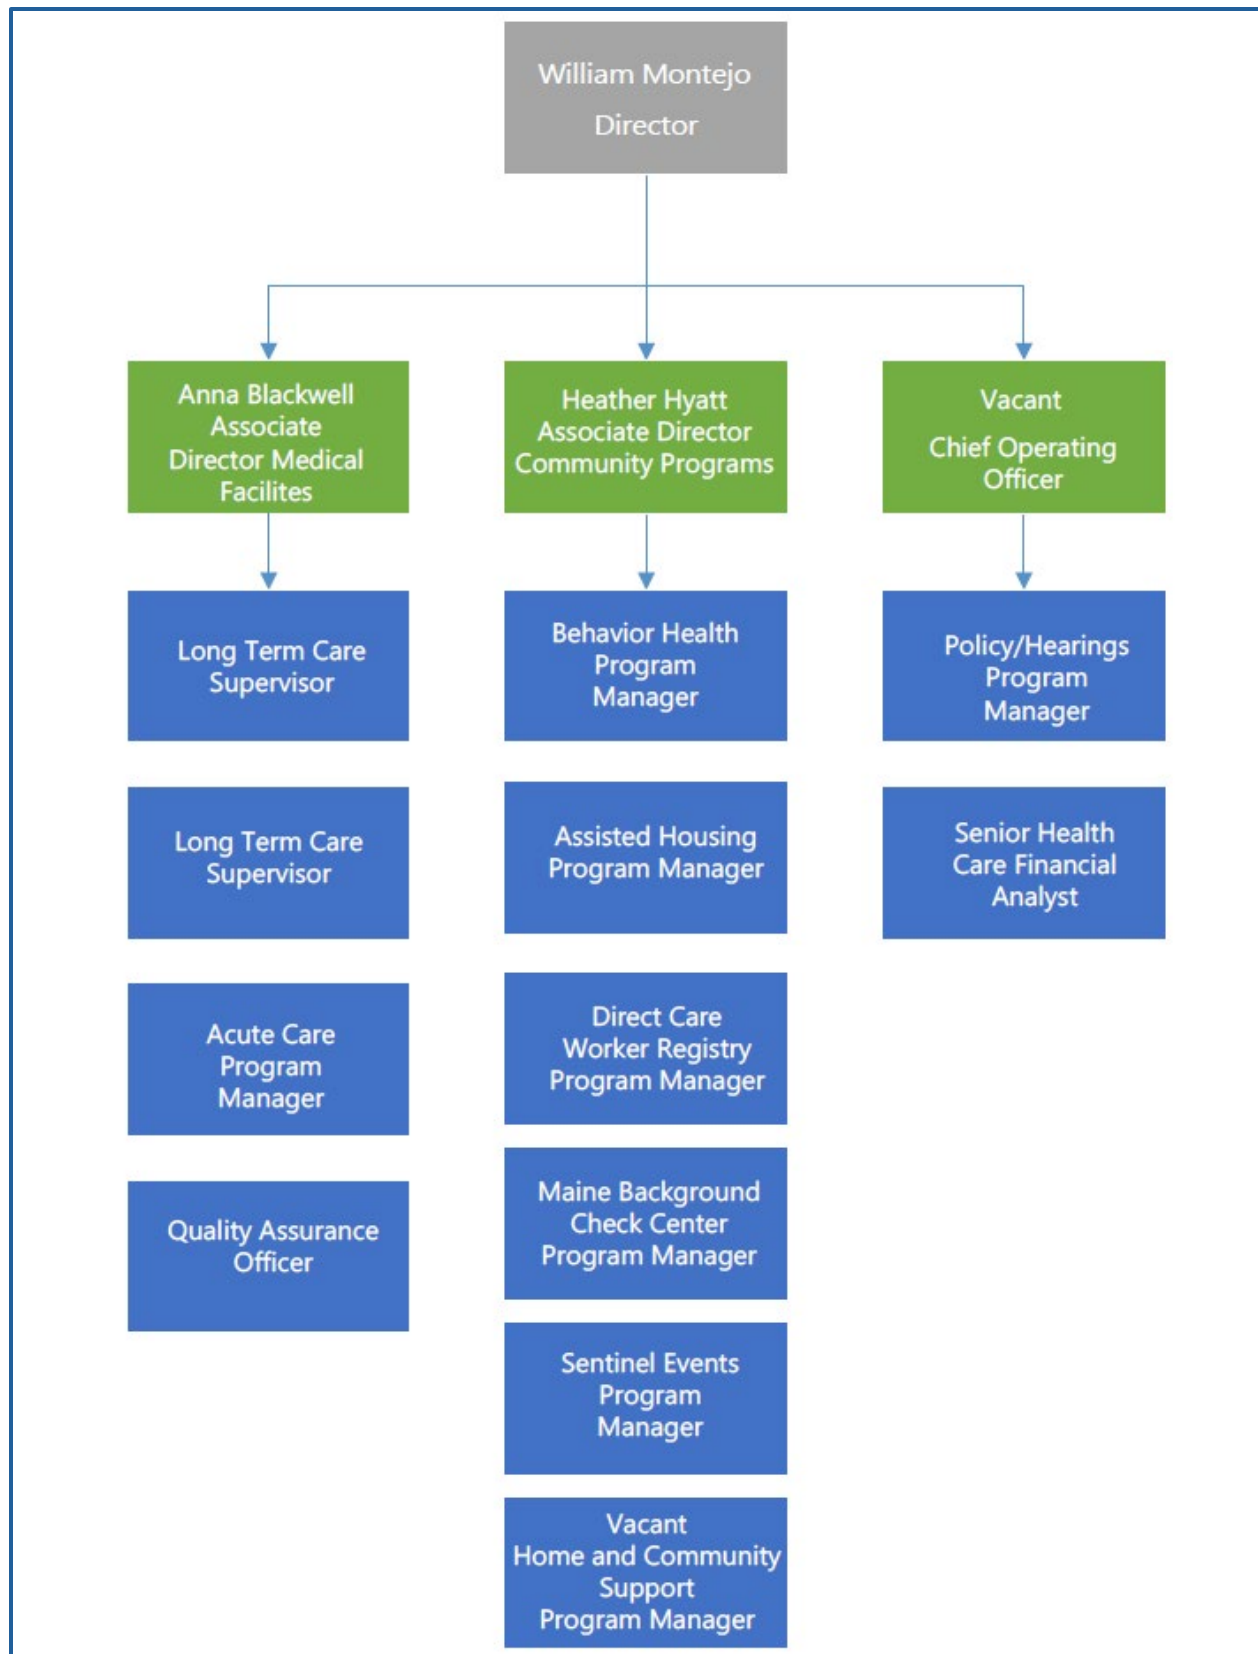 William Montejo
Director
Anna Blackwell
Associate
Director Medical
Facilites
Heather Hyatt
Associate Director
Community Programs
Vacant
Chief Operating
Officer
Long Term Care
Supervisor
Behavior Health
Program
Manager
Policy/Hearings
Program
Manager
Long Term Care
Supervisor
Assisted Housing
Program Manager
Senior Health
Care Financial
Analyst
Acute Care
Program
Manager
Direct Care
Worker Registry
Program Manager
Quality Assurance
Officer
Maine Background
Check Center
Program Manager
Sentinel Events
Program
Manager
Vacant
Home and Community
Support
Program Manager